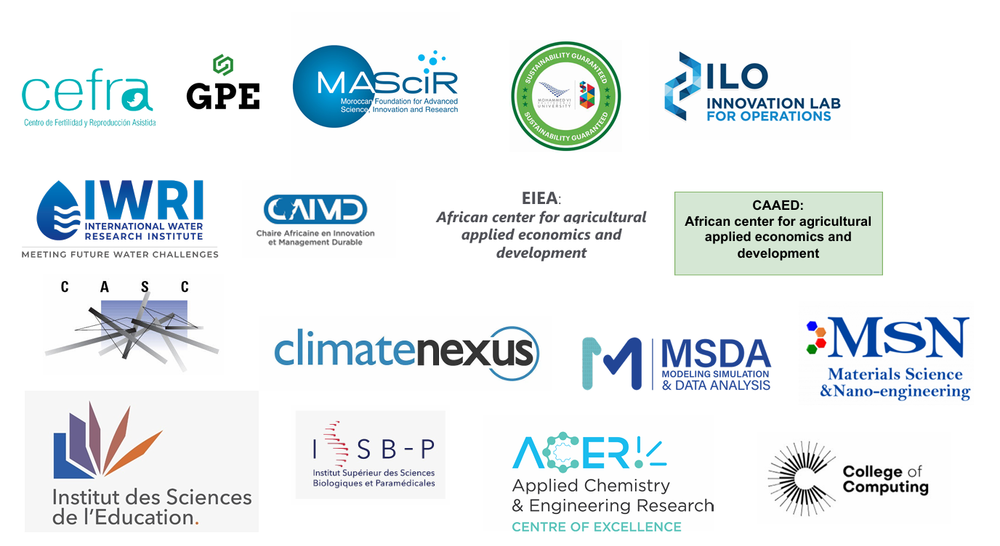 cefra
Centro de Fertilidad y Reproducción Asistida
GPE
MASciR
Moroccan Foundation for Advanced
Science, Innovation and Research
SUSTAINABILITY GUARANTEED
MOHAMMED VI
POLYTECHNIC
UNIVERSITY
SUSTAINABILITY GUARANTEED
ILO
INNOVATION LAB
FOR OPERATIONS
IWRI
INTERNATIONAL WATER
RESEARCH INSTITUTE
MEETING FUTURE WATER CHALLENGES
CAIMD
Chaire Africaine en Innovation
et Management Durable
EIEA:
African center for agricultural
applied economics and
development
CAAED:
African center for agricultural
applied economics and
development
C A S C
climatenexus
MSDA
MODELING SIMULATION
& DATA ANALYSIS
MSN
Materials Science
&Nano-engineering
Institut des Sciences
de l’Education.
ISSB-P
Institut Supérieur des Sciences
Biologiques et Paramédicales
ACER
Applied Chemistry
& Engineering Research
CENTRE OF EXCELLENCE
College of
Computing